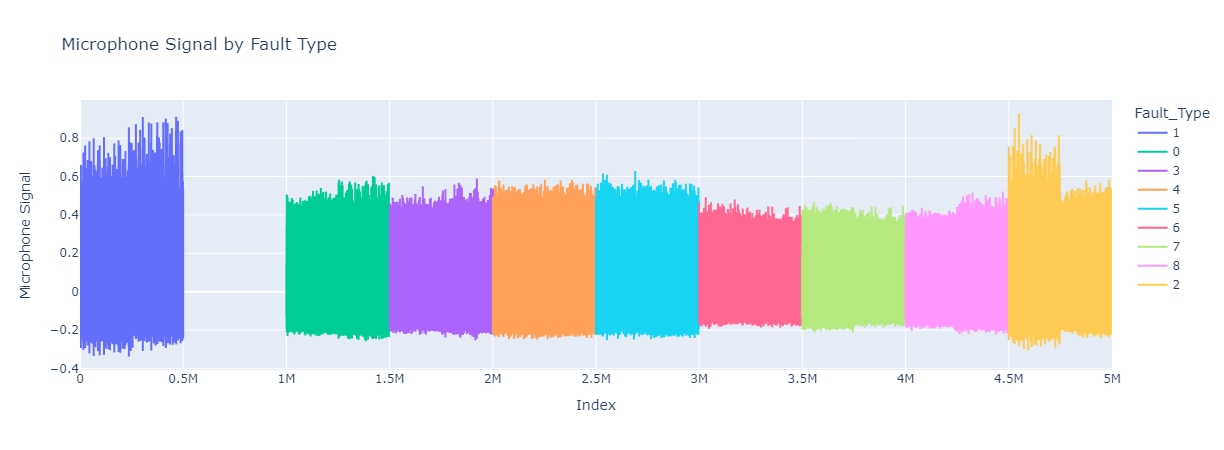 Microphone Signal by Fault Type
Microphone Signal
0.8
0.6
0.4
0.2
0
−0.2
−0.4
0
0.5M
1M
1.5M
2M
2.5M
3M
3.5M
4M
4.5M
5M
Index
Fault_Type
1
0
3
4
5
6
7
8
2